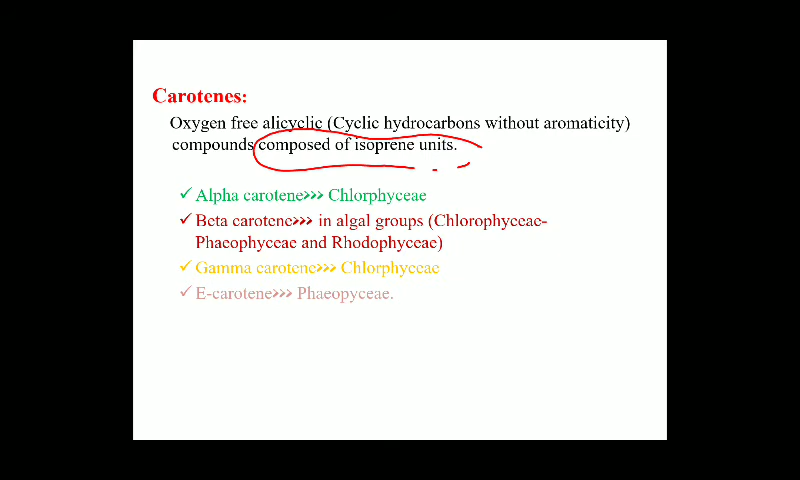 Carotenes:
Oxygen free alicyclic (Cyclic hydrocarbons without aromaticity)
compounds composed of isoprene units.
✓ Alpha carotene>>> Chlorphyceae
✓ Beta carotene>>> in algal groups (Chlorophyceae-
Phaeophyceae and Rhodophyceae)
✓ Gamma carotene>>> Chlorphyceae
✓ E-carotene>>> Phaeopyceae.